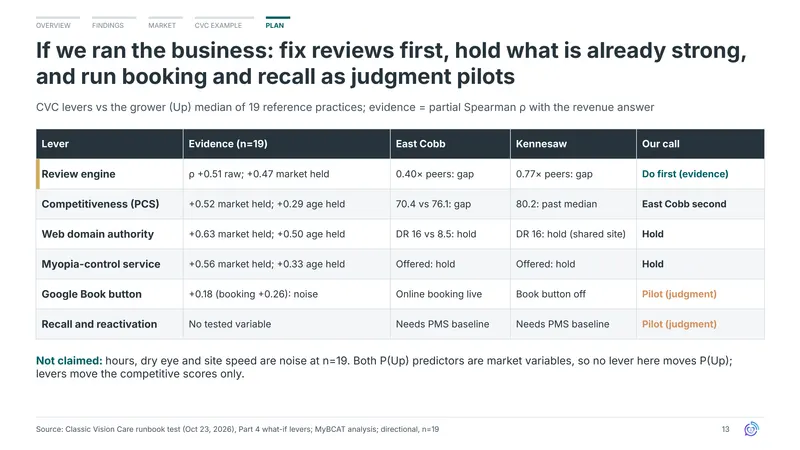 OVERVIEW FINDINGS MARKET CVC EXAMPLE PLAN
If we ran the business: fix reviews first, hold what is already strong,
and run booking and recall as judgment pilots
CVC levers vs the grower (Up) median of 19 reference practices; evidence = partial Spearman ρ with the revenue answer
Lever Evidence (n=19) East Cobb Kennesaw Our call
Review engine ρ +0.51 raw; +0.47 market held 0.40× peers: gap 0.77× peers: gap Do first (evidence)
Competitiveness (PCS) +0.52 market held; +0.29 age held 70.4 vs 76.1: gap 80.2: past median East Cobb second
Web domain authority +0.63 market held; +0.50 age held DR 16 vs 8.5: hold DR 16: hold (shared site) Hold
Myopia-control service +0.56 market held; +0.33 age held Offered: hold Offered: hold Hold
Google Book button +0.18 (booking +0.26): noise Online booking live Book button off Pilot (judgment)
Recall and reactivation No tested variable Needs PMS baseline Needs PMS baseline Pilot (judgment)
Not claimed: hours, dry eye and site speed are noise at n=19. Both P(Up) predictors are market variables, so no lever here moves P(Up);
levers move the competitive scores only.
Source: Classic Vision Care runbook test (Oct 23, 2026), Part 4 what-if levers; MyBCAT analysis; directional, n=19 13